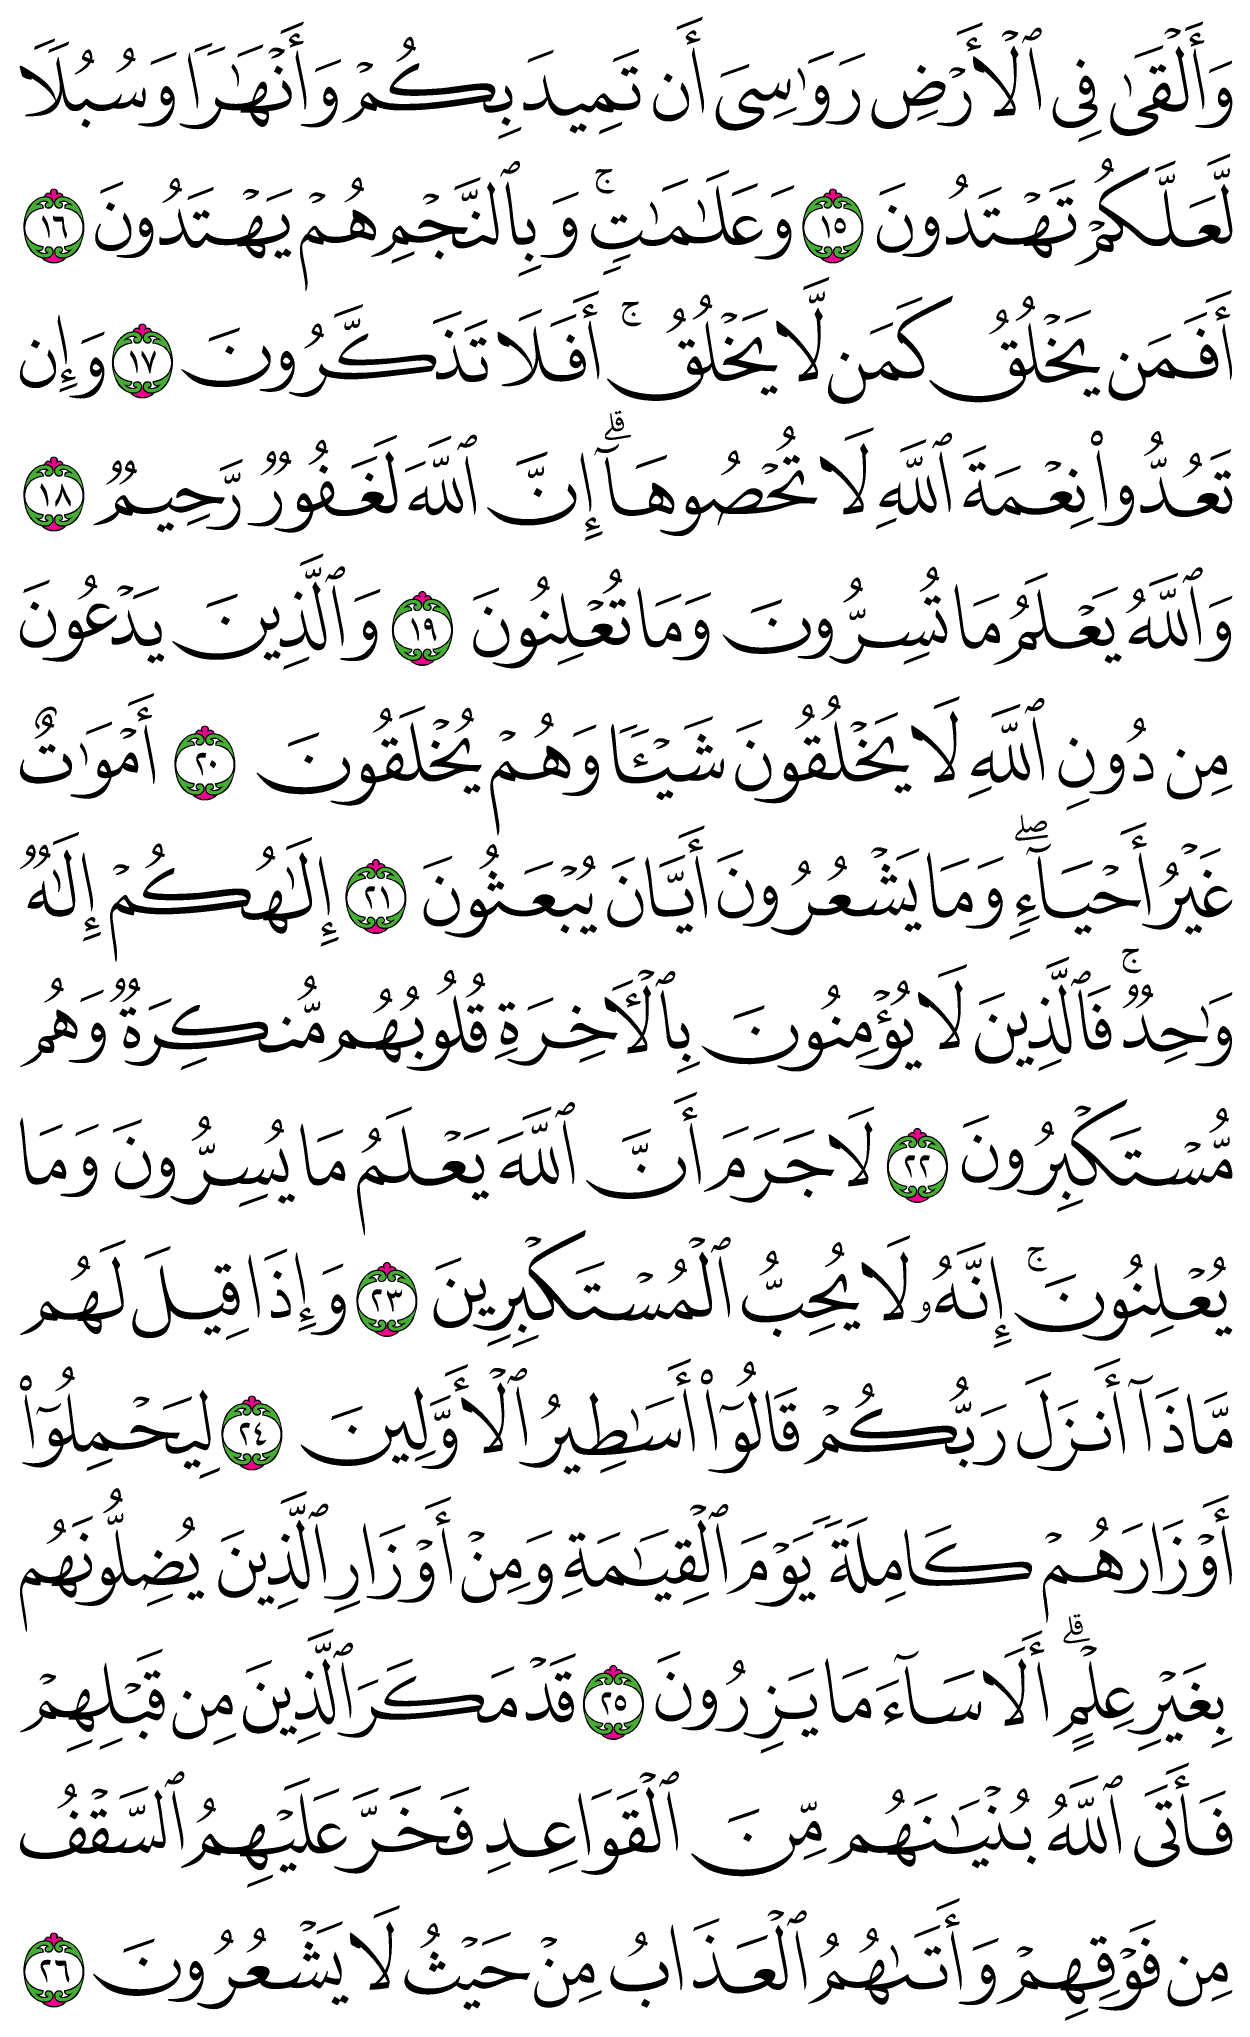 وَأَلۡقَىٰ فِي ٱلۡأَرۡضِ رَوَٰسِيَ أَن تَمِيدَ بِكُمۡ وَأَنۡهَٰرٗا وَسُبُلٗا
لَّعَلَّكُمۡ تَهۡتَدُونَ ١٥ وَعَلَٰمَٰتٖۚ وَبِٱلنَّجۡمِ هُمۡ يَهۡتَدُونَ ١٦
أَفَمَن يَخۡلُقُ كَمَن لَّا يَخۡلُقُۚ أَفَلَا تَذَكَّرُونَ ١٧ وَإِن
تَعُدُّواْ نِعۡمَةَ ٱللَّهِ لَا تُحۡصُوهَآۗ إِنَّ ٱللَّهَ لَغَفُورٞ رَّحِيمٞ ١٨
وَٱللَّهُ يَعۡلَمُ مَا تُسِرُّونَ وَمَا تُعۡلِنُونَ ١٩ وَٱلَّذِينَ يَدۡعُونَ
مِن دُونِ ٱللَّهِ لَا يَخۡلُقُونَ شَيۡـٔٗا وَهُمۡ يُخۡلَقُونَ ٢٠ أَمۡوَٰتٌ
غَيۡرُ أَحۡيَآءٖۖ وَمَا يَشۡعُرُونَ أَيَّانَ يُبۡعَثُونَ ٢١ إِلَٰهُكُمۡ إِلَٰهٞ
وَٰحِدٞۚ فَٱلَّذِينَ لَا يُؤۡمِنُونَ بِٱلۡأٓخِرَةِ قُلُوبُهُم مُّنكِرَةٞ وَهُم
مُّسۡتَكۡبِرُونَ ٢٢ لَا جَرَمَ أَنَّ ٱللَّهَ يَعۡلَمُ مَا يُسِرُّونَ وَمَا
يُعۡلِنُونَۚ إِنَّهُۥ لَا يُحِبُّ ٱلۡمُسۡتَكۡبِرِينَ ٢٣ وَإِذَا قِيلَ لَهُم
مَّاذَآ أَنزَلَ رَبُّكُمۡ قَالُوٓاْ أَسَٰطِيرُ ٱلۡأَوَّلِينَ ٢٤ لِيَحۡمِلُوٓاْ
أَوۡزَارَهُمۡ كَامِلَةٗ يَوۡمَ ٱلۡقِيَٰمَةِ وَمِنۡ أَوۡزَارِ ٱلَّذِينَ يُضِلُّونَهُم
بِغَيۡرِ عِلۡمٍۗ أَلَا سَآءَ مَا يَزِرُونَ ٢٥ قَدۡ مَكَرَ ٱلَّذِينَ مِن قَبۡلِهِمۡ
فَأَتَى ٱللَّهُ بُنۡيَٰنَهُم مِّنَ ٱلۡقَوَاعِدِ فَخَرَّ عَلَيۡهِمُ ٱلسَّقۡفُ
مِن فَوۡقِهِمۡ وَأَتَىٰهُمُ ٱلۡعَذَابُ مِنۡ حَيۡثُ لَا يَشۡعُرُونَ ٢٦